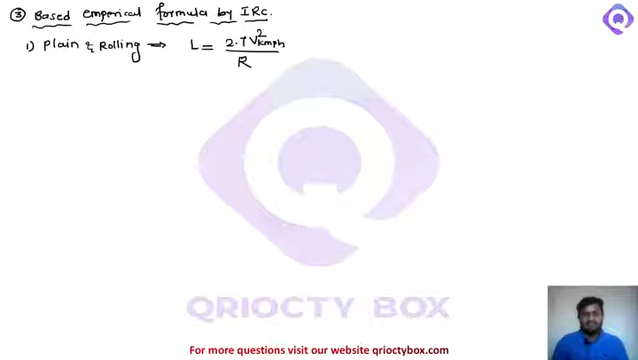 ③ Based emperical formula by IRC.
1) Plain & Rolling ⟶ L = 2.7 V²kmph / R
QRIOCTY BOX
For more questions visit our website qrioctybox.com